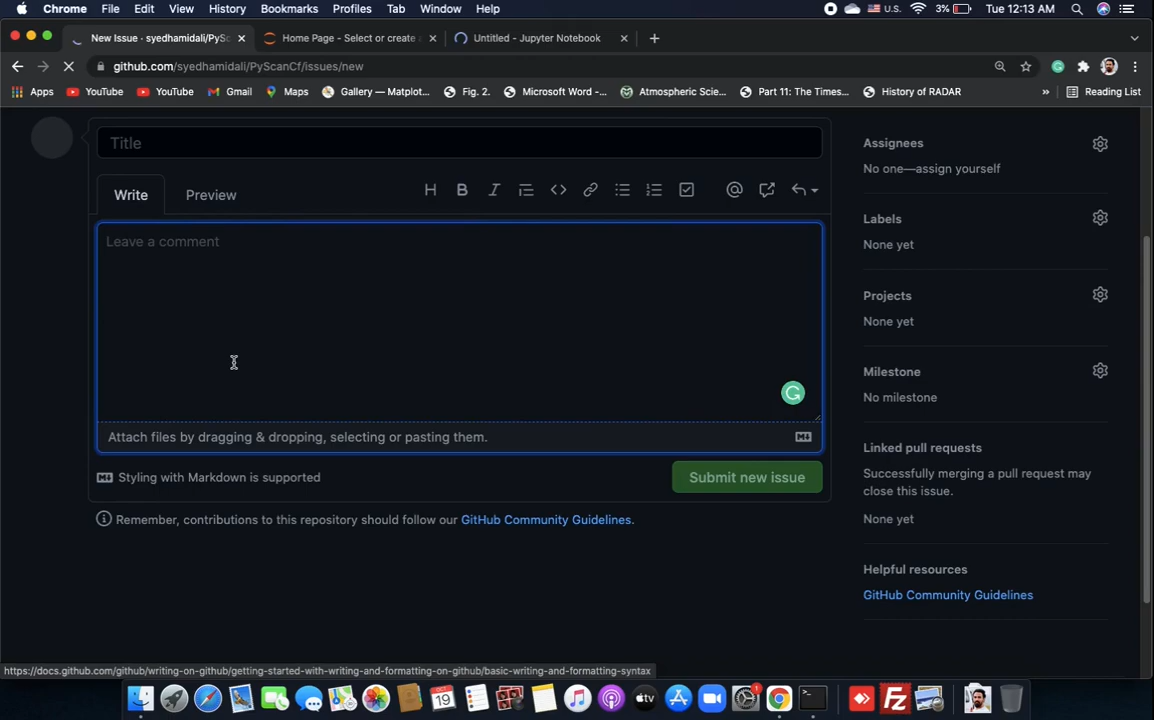 Chrome File Edit View History Bookmarks Profiles Tab Window Help U.S. 3% Tue 12:13 AM
New Issue · syedhamidali/PySc Home Page - Select or create Untitled - Jupyter Notebook
github.com/syedhamidali/PyScanCf/issues/new
Apps YouTube YouTube Gmail Maps Gallery — Matplot... Fig. 2. Microsoft Word -... Atmospheric Scie... Part 11: The Times... History of RADAR » Reading List
Title
Assignees
No one—assign yourself
Write Preview
Labels
None yet
Leave a comment
Projects
None yet
Milestone
No milestone
Attach files by dragging & dropping, selecting or pasting them.
Linked pull requests
Successfully merging a pull request may
close this issue.
None yet
Styling with Markdown is supported
Submit new issue
Remember, contributions to this repository should follow our GitHub Community Guidelines.
Helpful resources
GitHub Community Guidelines
https://docs.github.com/github/writing-on-github/getting-started-with-writing-and-formatting-on-github/basic-writing-and-formatting-syntax
OCT
19
tv
1